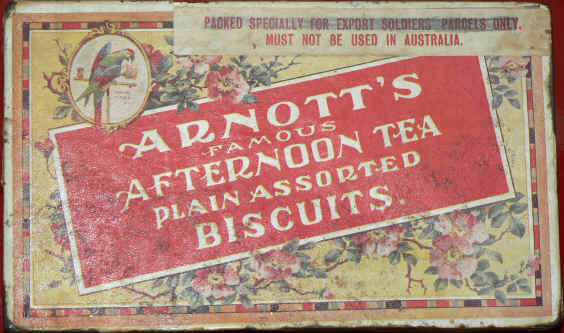 PACKED SPECIALLY FOR EXPORT SOLDIERS' PARCELS ONLY.
MUST NOT BE USED IN AUSTRALIA.
ARNOTT'S
FAMOUS
AFTERNOON TEA
PLAIN ASSORTED
BISCUITS.